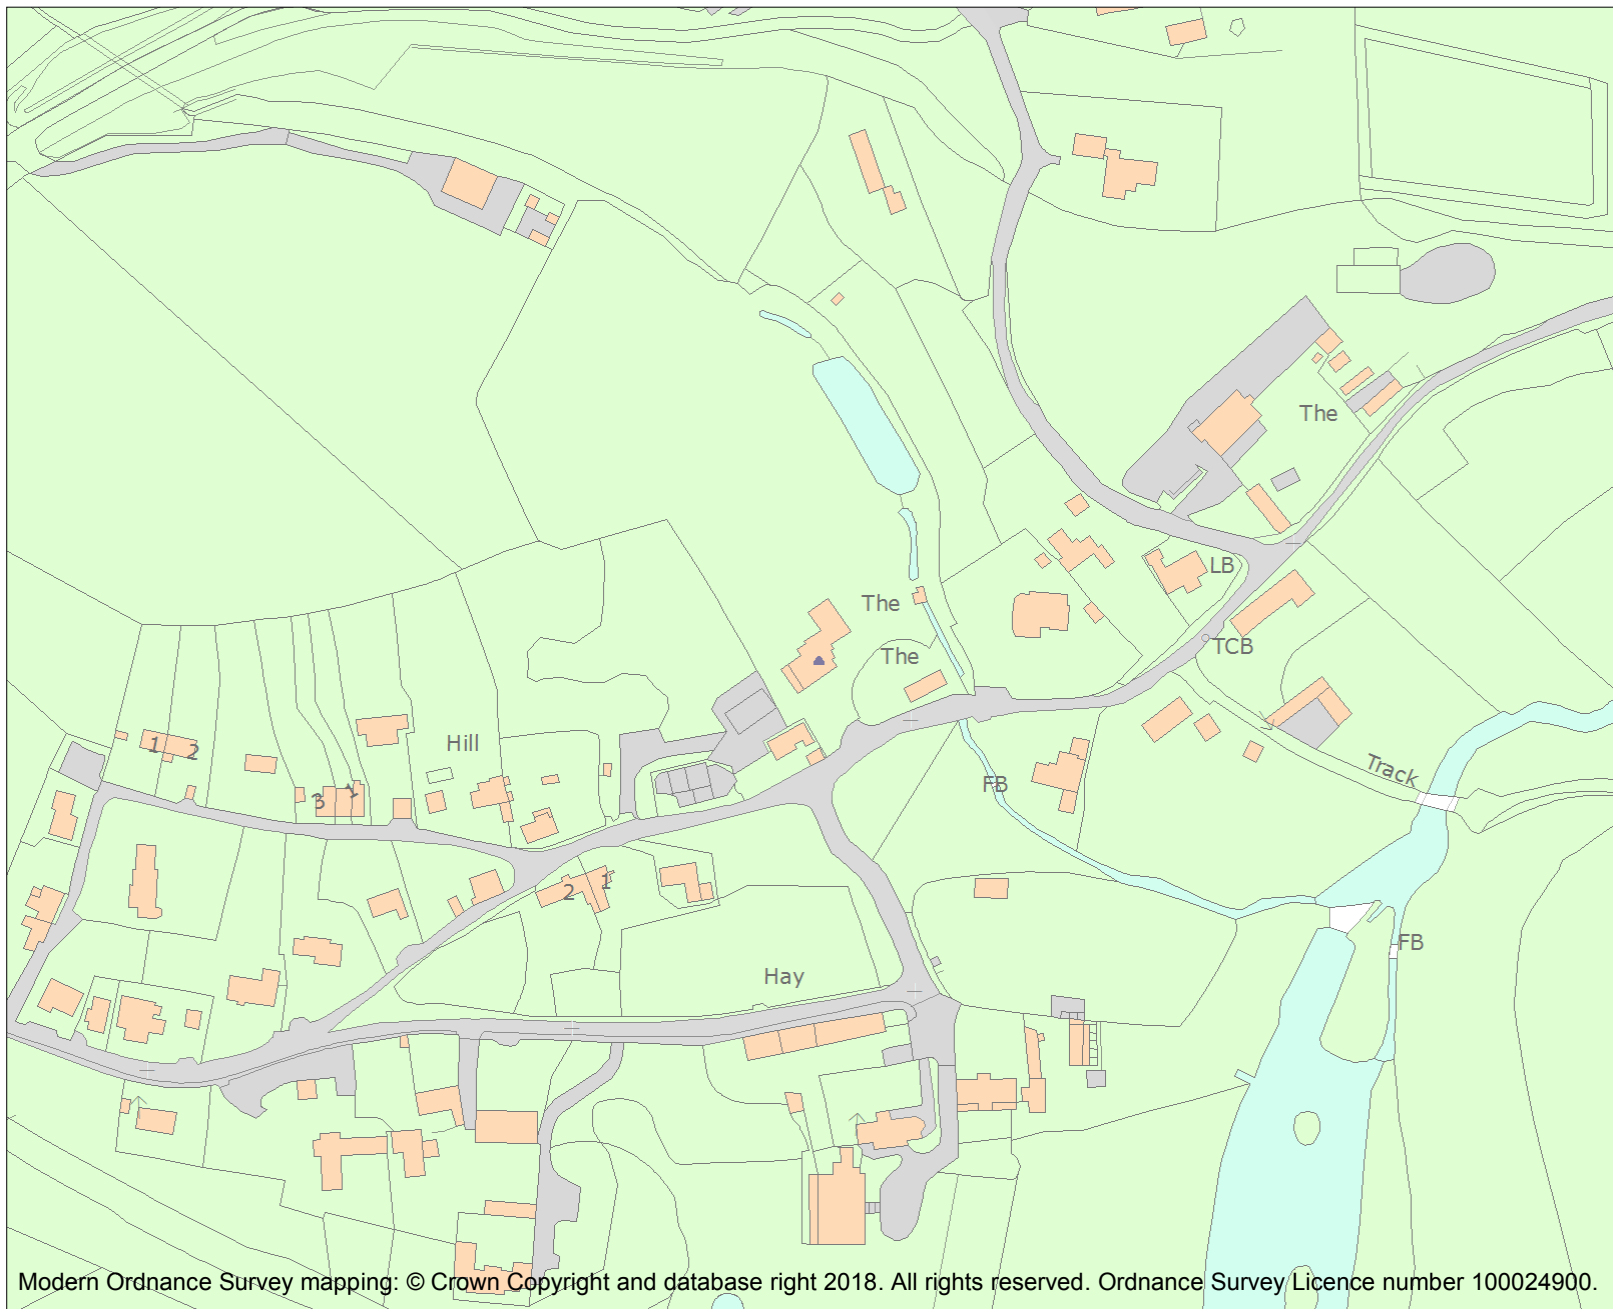 The
LB
The
TCB
The
1
2
Hill
Track
FB
3
1
2
1
FB
Hay
Modern Ordnance Survey mapping: © Crown Copyright and database right 2018. All rights reserved. Ordnance Survey Licence number 100024900.